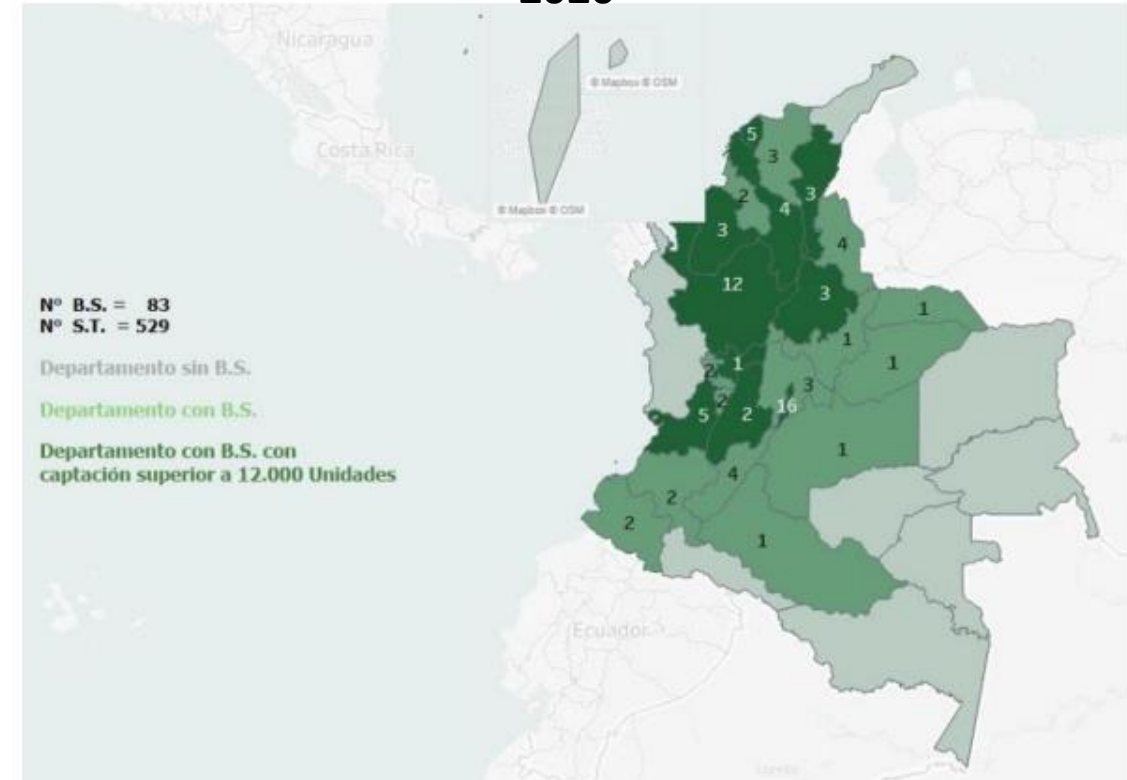 Nicaragua
© Mapbox © OSM
Costa Rica
© Mapbox © OSM
5
3
2
3
4
3
4
12
3
Nº B.S. = 83
Nº S.T. = 529
1
1
1
Departamento sin B.S.
1
2
3
2
16
Departamento con B.S.
5
2
Departamento con B.S. con
captación superior a 12.000 Unidades
1
4
2
2
1
Ecuador